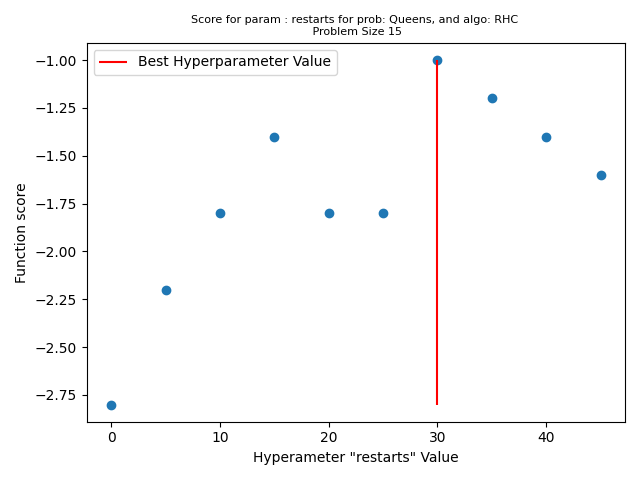 Score for param : restarts for prob: Queens, and algo: RHC
Problem Size 15
Best Hyperparameter Value
−1.00
−1.25
−1.50
−1.75
−2.00
−2.25
−2.50
−2.75
Function score
0 10 20 30 40
Hyperameter "restarts" Value